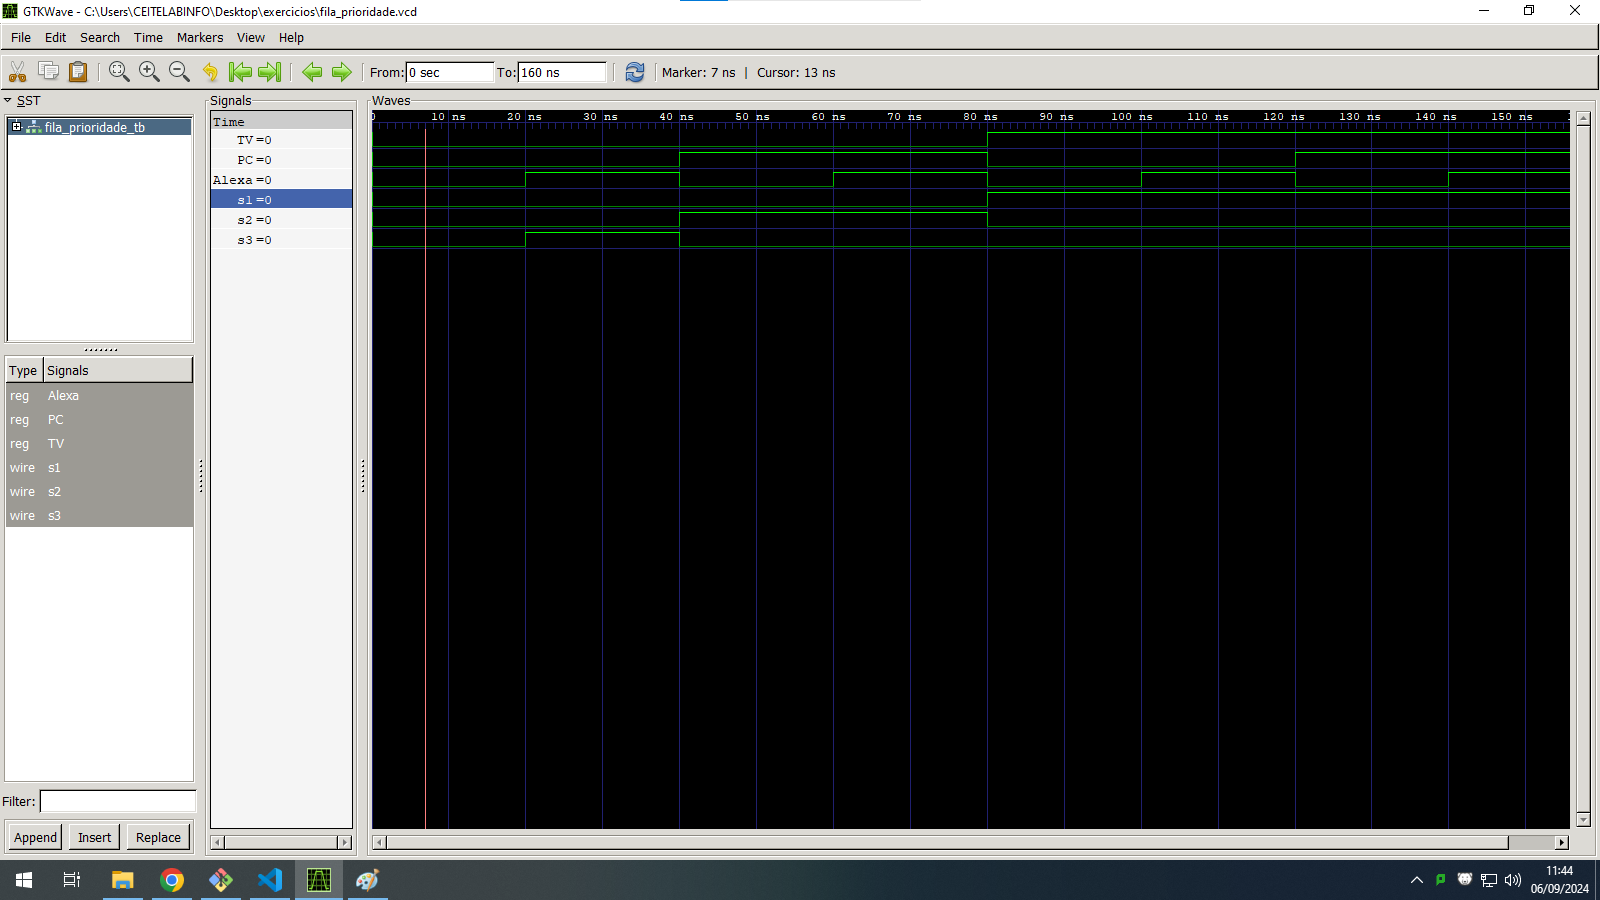 GTKWave - C:\Users\CEITELABINFO\Desktop\exercicios\fila_prioridade.vcd
File Edit Search Time Markers View Help
From: 0 sec To: 160 ns Marker: 7 ns | Cursor: 13 ns
SST
fila_prioridade_tb
Type Signals
reg Alexa
reg PC
reg TV
wire s1
wire s2
wire s3
Filter:
Append Insert Replace
Signals
Time
TV =0
PC =0
Alexa =0
s1 =0
s2 =0
s3 =0
Waves
0 10 ns 20 ns 30 ns 40 ns 50 ns 60 ns 70 ns 80 ns 90 ns 100 ns 110 ns 120 ns 130 ns 140 ns 150 ns
11:44
06/09/2024